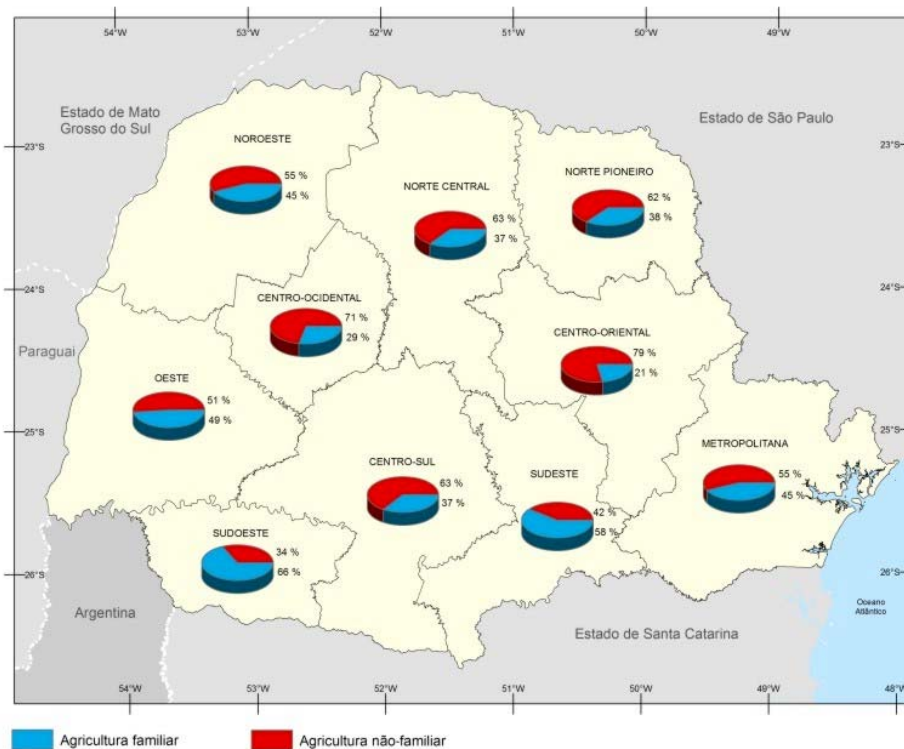 54°W 53°W 52°W 51°W 50°W 49°W
Estado de Mato
Grosso do Sul
Estado de São Paulo
23°S
23°S
NOROESTE
55 %
45 %
NORTE CENTRAL
63 %
37 %
NORTE PIONEIRO
62 %
38 %
24°S
24°S
CENTRO-OCIDENTAL
71 %
29 %
CENTRO-ORIENTAL
79 %
21 %
Paraguai
OESTE
51 %
49 %
25°S
25°S
METROPOLITANA
55 %
45 %
CENTRO-SUL
63 %
37 %
SUDESTE
42 %
58 %
SUDOESTE
34 %
66 %
26°S
26°S
Argentina
Estado de Santa Catarina
Oceano
Atlântico
54°W 53°W 52°W 51°W 50°W 49°W 48°W
Agricultura familiar
Agricultura não-familiar